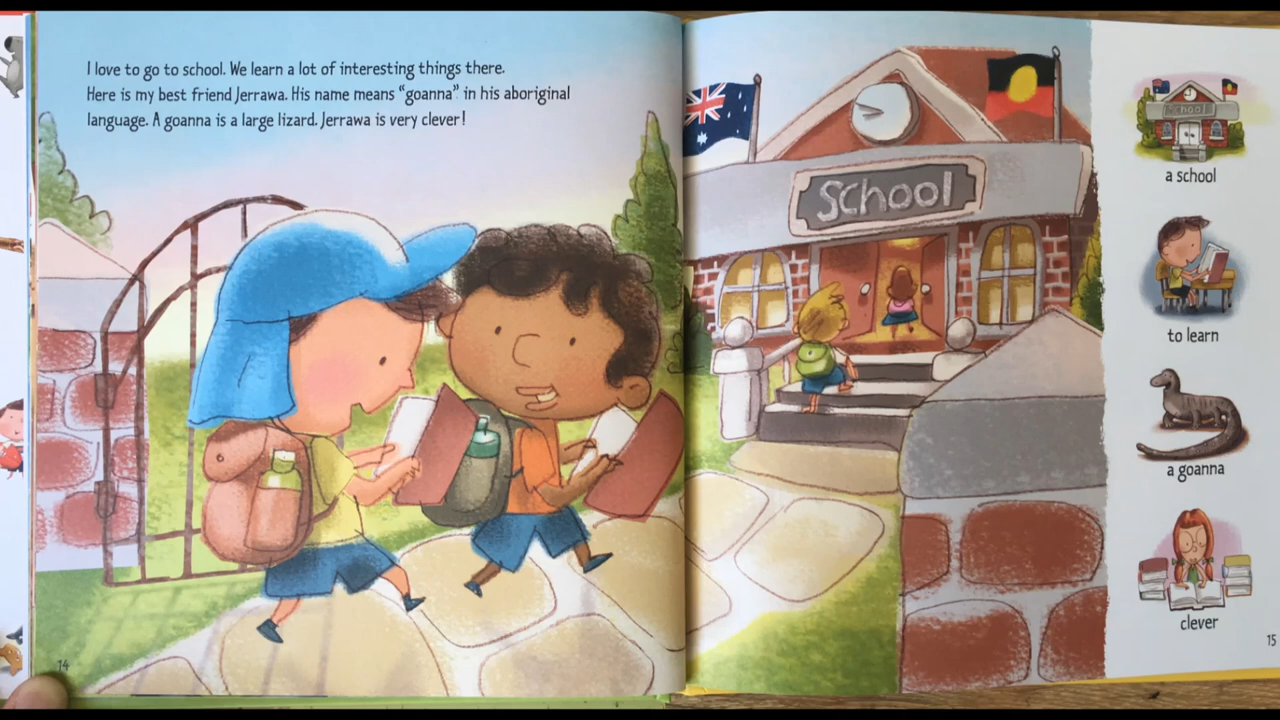 I love to go to school. We learn a lot of interesting things there.
Here is my best friend Jerrawa. His name means “goanna” in his aboriginal
language. A goanna is a large lizard. Jerrawa is very clever!
School
School
a school
to learn
a goanna
clever
14
15